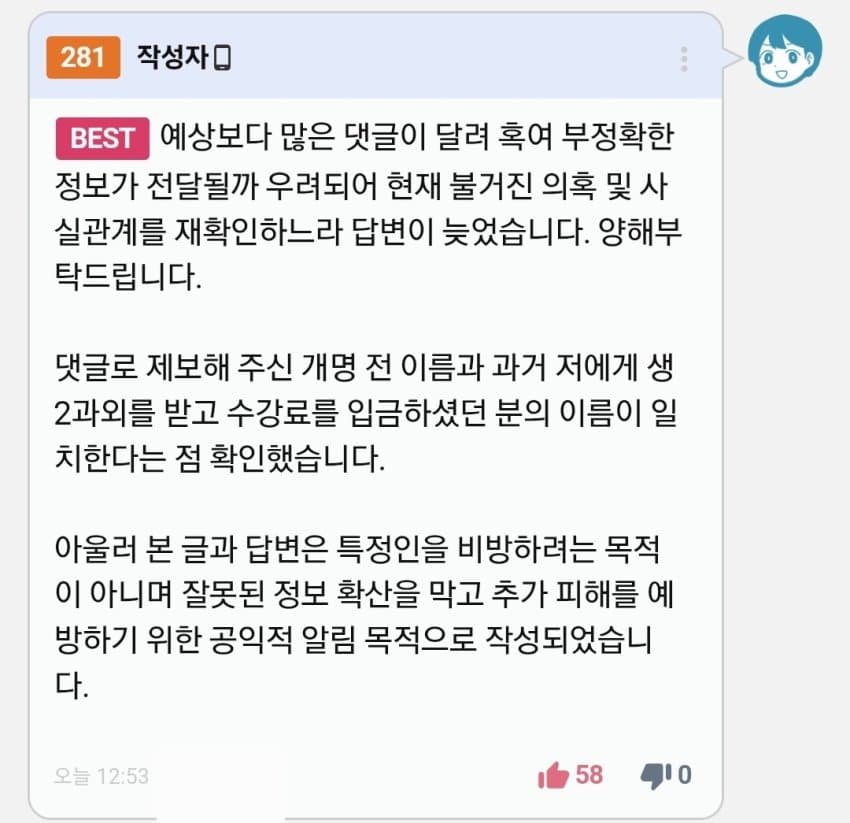 281 작성자
BEST 예상보다 많은 댓글이 달려 혹여 부정확한
정보가 전달될까 우려되어 현재 불거진 의혹 및 사
실관계를 재확인하느라 답변이 늦었습니다. 양해부
탁드립니다.
댓글로 제보해 주신 개명 전 이름과 과거 저에게 생
2과외를 받고 수강료를 입금하셨던 분의 이름이 일
치한다는 점 확인했습니다.
아울러 본 글과 답변은 특정인을 비방하려는 목적
이 아니며 잘못된 정보 확산을 막고 추가 피해를 예
방하기 위한 공익적 알림 목적으로 작성되었습니
다.
오늘 12:53 58 0